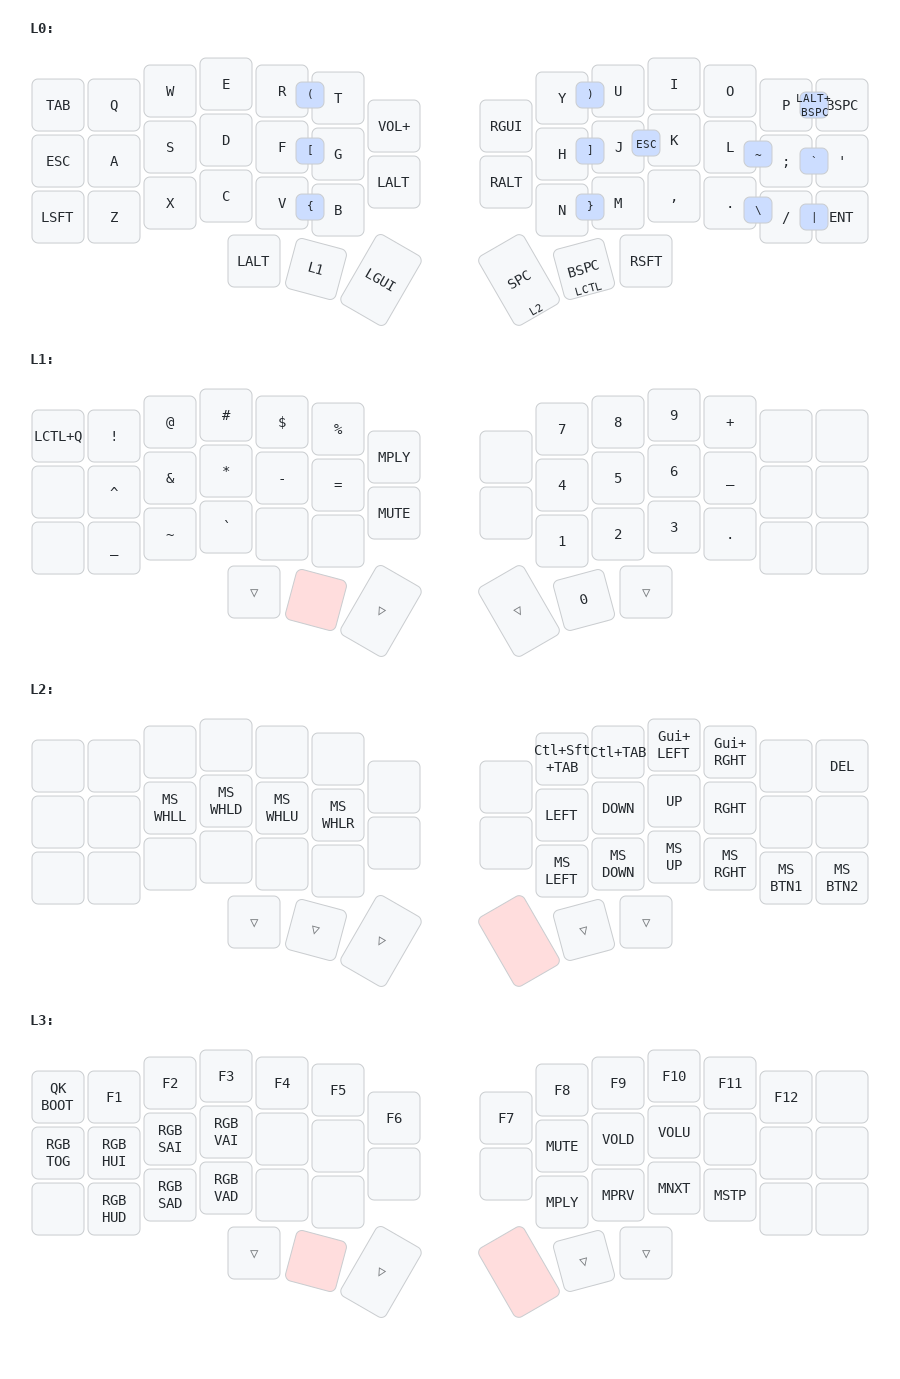 L0:
TAB Q W E R ( T Y ) U I O P LALT+ BSPC BSPC
ESC A S D F [ G VOL+ RGUI H ] J ESC K L ~ ; ` '
LSFT Z X C V { B LALT RALT N } M , . \ / | ENT
LALT L1 LGUI SPC L2 BSPC LCTL RSFT
L1:
LCTL+Q ! @ # $ % 7 8 9 +
^ & * - = MPLY 4 5 6 _
_ ~ ` MUTE 1 2 3 .
▽ ▷ ◁ 0 ▽
L2:
Ctl+Sft +TAB Ctl+TAB Gui+ LEFT Gui+ RGHT DEL
MS WHLL MS WHLD MS WHLU MS WHLR LEFT DOWN UP RGHT
MS LEFT MS DOWN MS UP MS RGHT MS BTN1 MS BTN2
▽ ▽ ▷ ▽ ▽
L3:
QK BOOT F1 F2 F3 F4 F5 F6 F7 F8 F9 F10 F11 F12
RGB TOG RGB HUI RGB SAI RGB VAI MUTE VOLD VOLU
RGB HUD RGB SAD RGB VAD MPLY MPRV MNXT MSTP
▽ ▷ ▽ ▽